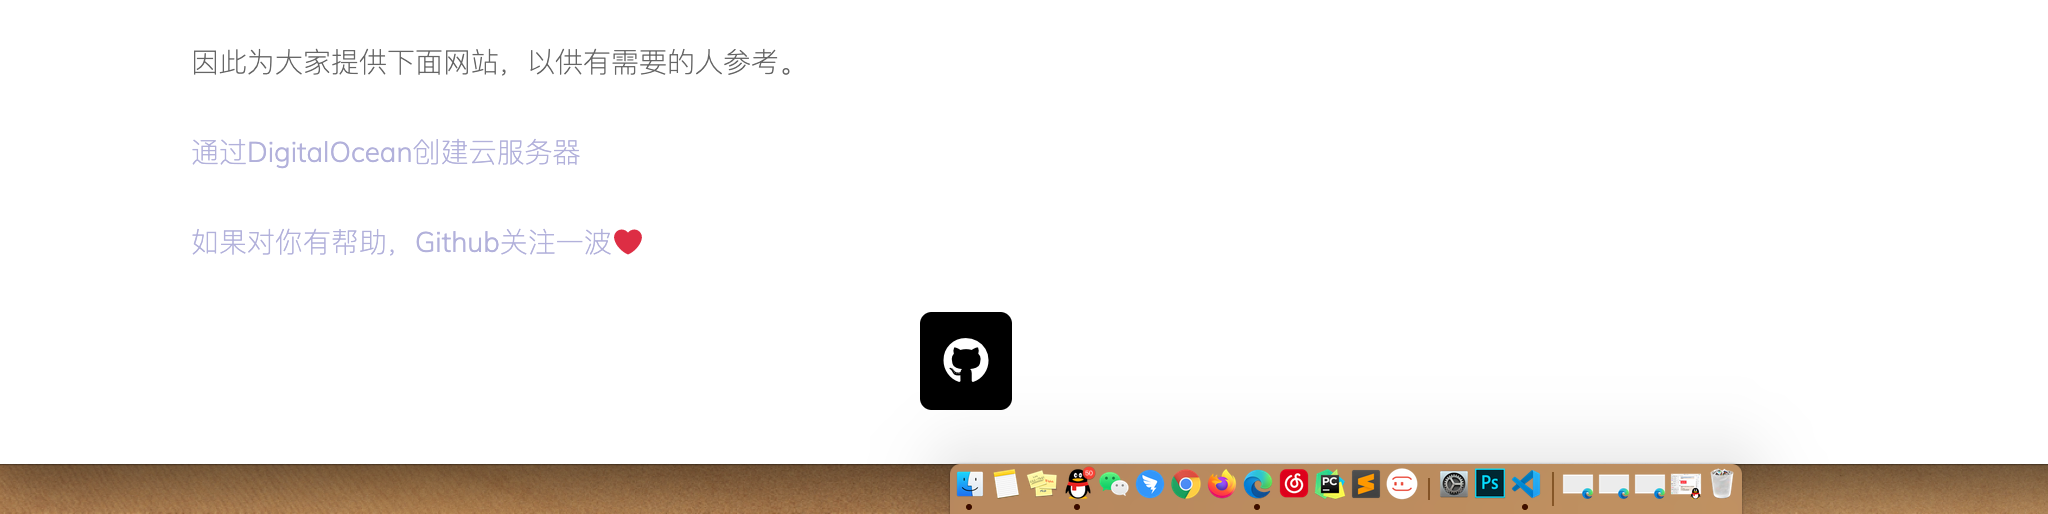 因此为大家提供下面网站，以供有需要的人参考。
通过DigitalOcean创建云服务器
如果对你有帮助，Github关注一波❤️
PC
Ps